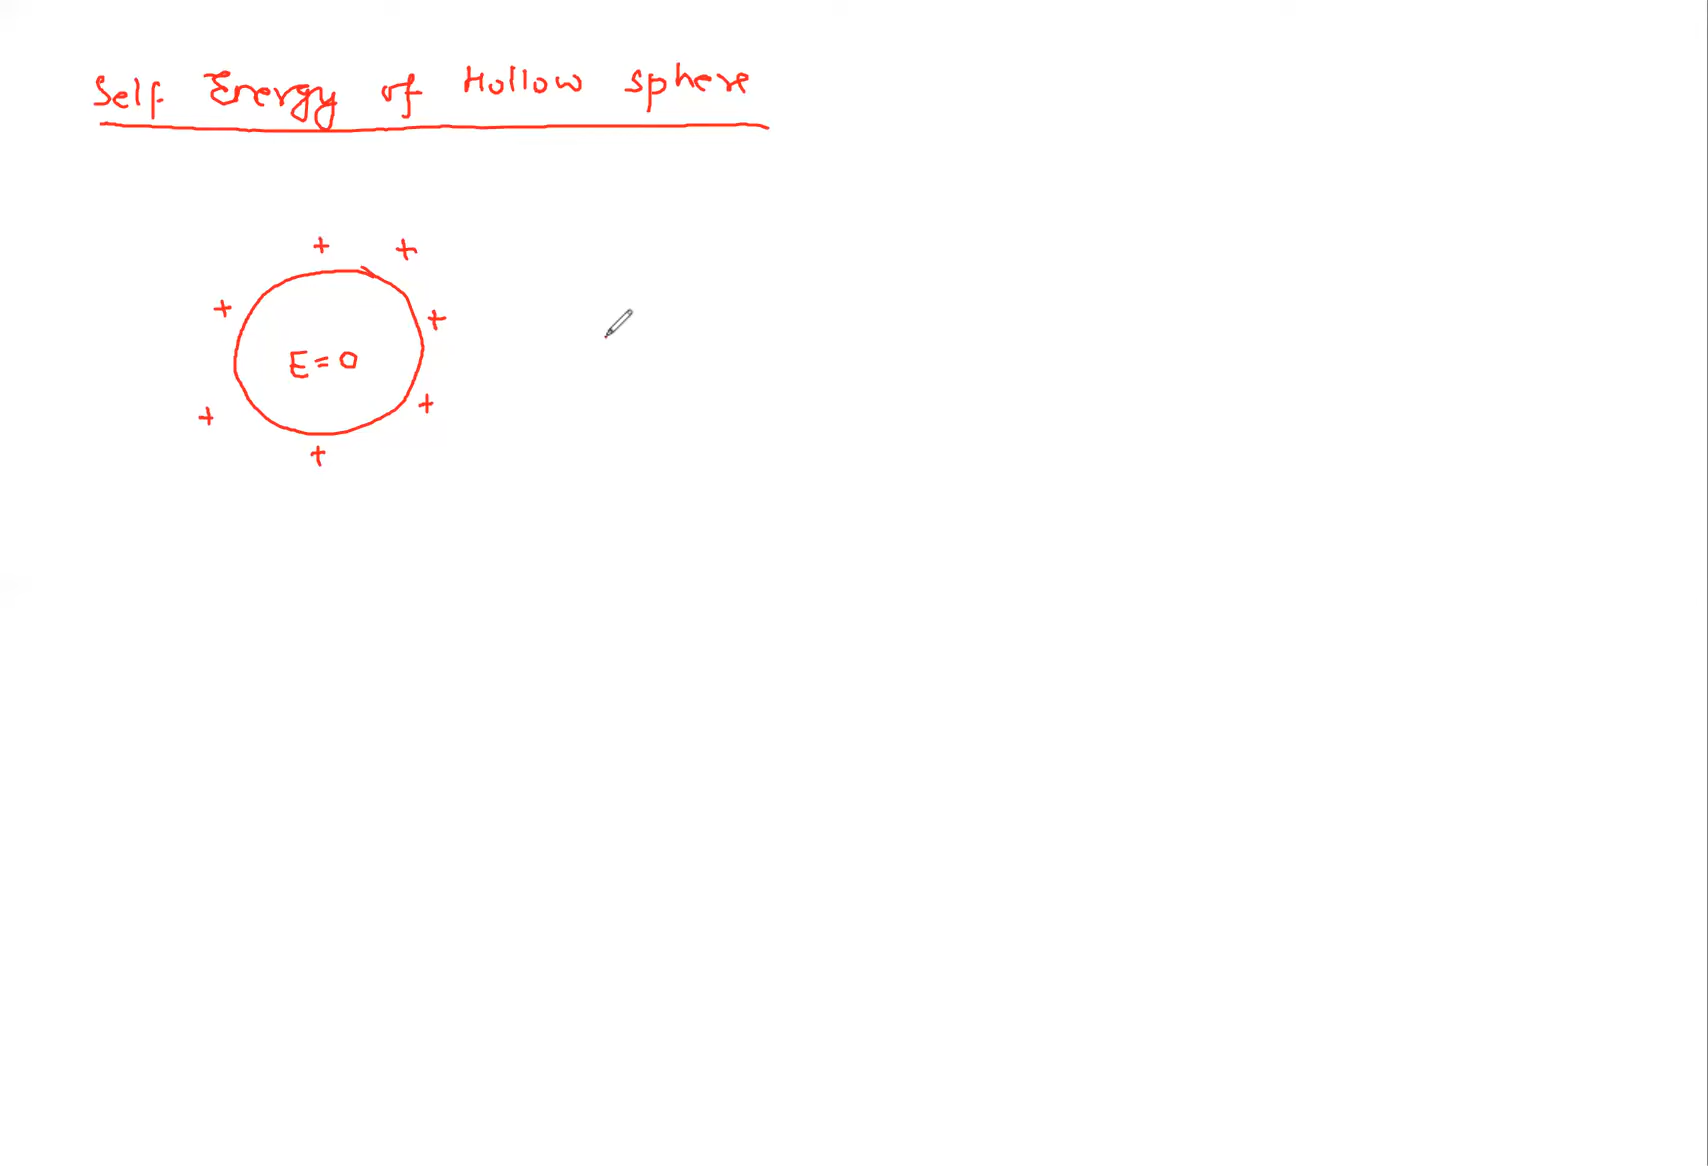 Self Energy of Hollow sphere
+ +
+ +
E=0
+ +
+